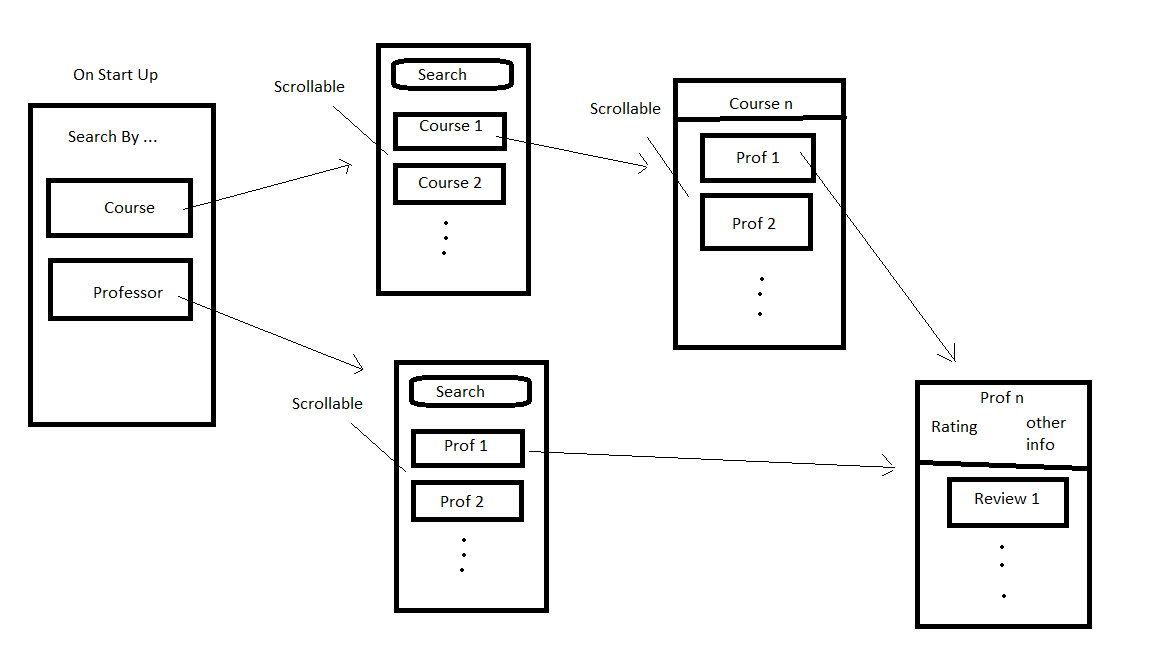 On Start Up
Search By ...
Course
Professor
Scrollable
Search
Course 1
Course 2
Scrollable
Course n
Prof 1
Prof 2
Scrollable
Search
Prof 1
Prof 2
Prof n
Rating
other
info
Review 1